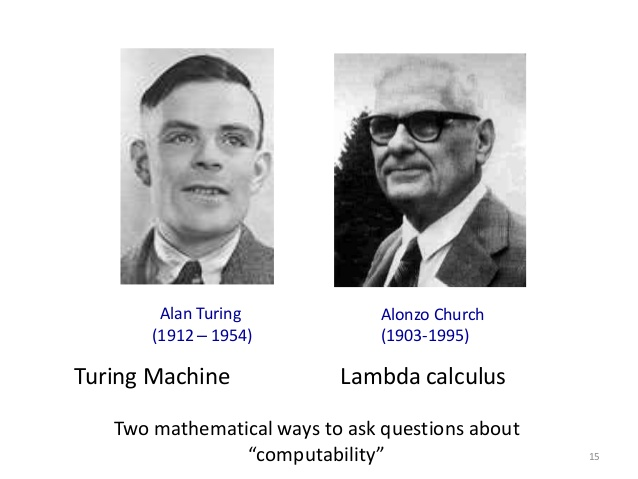 Alan Turing
(1912 – 1954)
Alonzo Church
(1903-1995)
Turing Machine
Lambda calculus
Two mathematical ways to ask questions about
“computability”
15